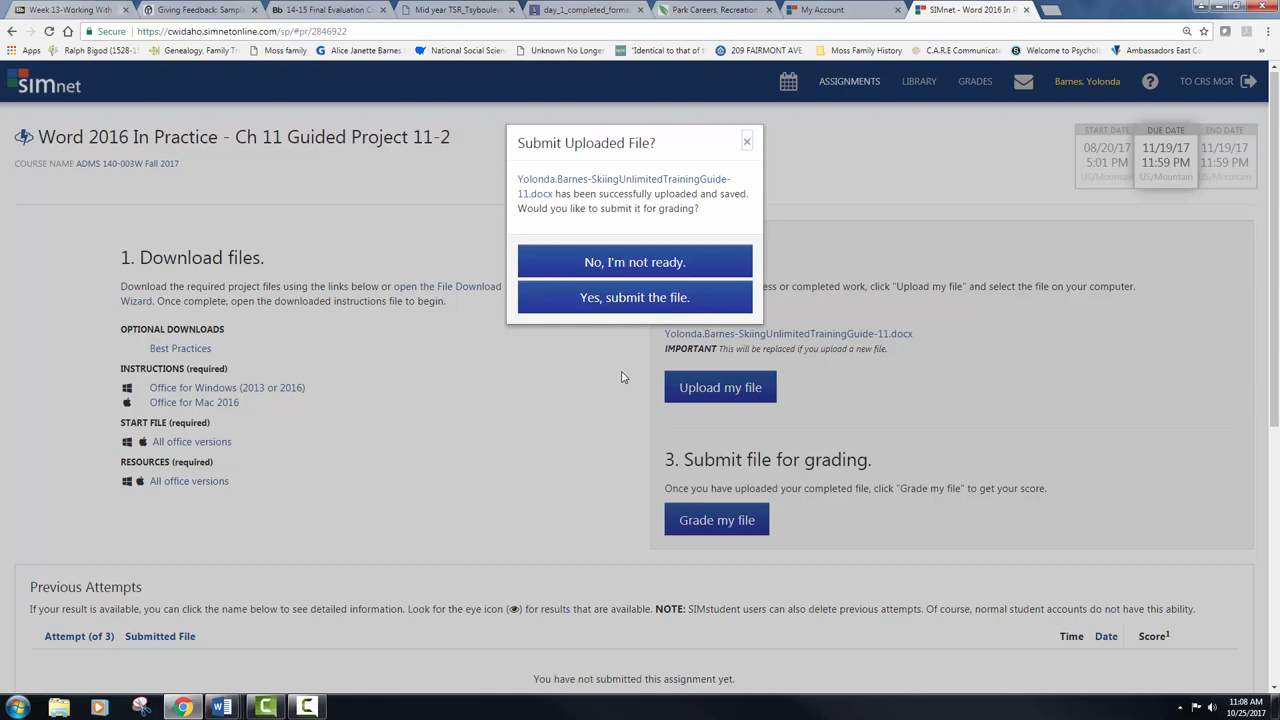 Week 13-Working With
Giving Feedback: Sampl
14-15 Final Evaluation C
Mid year TSR_Tsyboulev
day_1_completed_forma
Park Careers, Recreation
My Account
SIMnet - Word 2016 In P
Secure https://cwidaho.simnetonline.com/sp/#pr/2846922
Ralph Bigod (1528-1
Genealogy, Family Tr
Moss family
Alice Janette Barnes
National Social Scien
Unknown No Longer
"Identical to that of
209 FAIRMONT AVE
Moss Family History
C.A.R.E Communicat
Welcome to Psychol
Ambassadors East Co
SIMnet
ASSIGNMENTS LIBRARY GRADES Barnes, Yolonda TO CRS MGR
Word 2016 In Practice - Ch 11 Guided Project 11-2
COURSE NAME ADMS 140-003W Fall 2017
START DATE DUE DATE END DATE
08/20/17 11/19/17 11/19/17
5:01 PM 11:59 PM 11:59 PM
US/Mountain US/Mountain US/Mountain
Submit Uploaded File? ×
Yolonda.Barnes-SkiingUnlimitedTrainingGuide-
11.docx has been successfully uploaded and saved.
Would you like to submit it for grading?
No, I'm not ready.
Yes, submit the file.
1. Download files.
Download the required project files using the links below or open the File Download
Wizard. Once complete, open the downloaded instructions file to begin.
OPTIONAL DOWNLOADS
Best Practices
INSTRUCTIONS (required)
Office for Windows (2013 or 2016)
Office for Mac 2016
START FILE (required)
All office versions
RESOURCES (required)
All office versions
or completed work, click "Upload my file" and select the file on your computer.
Yolonda.Barnes-SkiingUnlimitedTrainingGuide-11.docx
IMPORTANT This will be replaced if you upload a new file.
Upload my file
3. Submit file for grading.
Once you have uploaded your completed file, click "Grade my file" to get your score.
Grade my file
Previous Attempts
If your result is available, you can click the name below to see detailed information. Look for the eye icon ( ) for results that are available. NOTE: SIMstudent users can also delete previous attempts. Of course, normal student accounts do not have this ability.
Attempt (of 3) Submitted File Time Date Score1
You have not submitted this assignment yet.
11:08 AM
10/25/2017